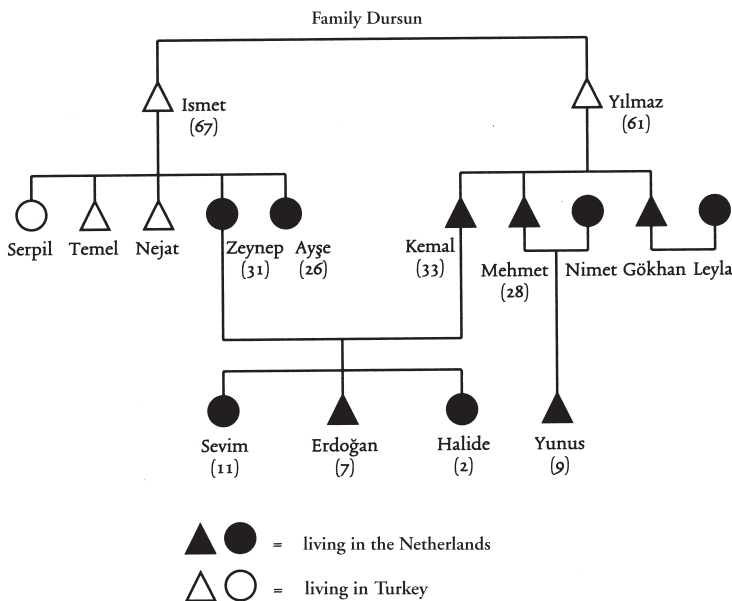 Family Dursun
Ismet
(67)
Yılmaz
(61)
Serpil Temel Nejat Zeynep Ayşe Kemal
(31) (26) (33)
Mehmet Nimet Gökhan Leyla
(28)
Sevim Erdoğan Halide Yunus
(11) (7) (2) (9)
= living in the Netherlands
= living in Turkey